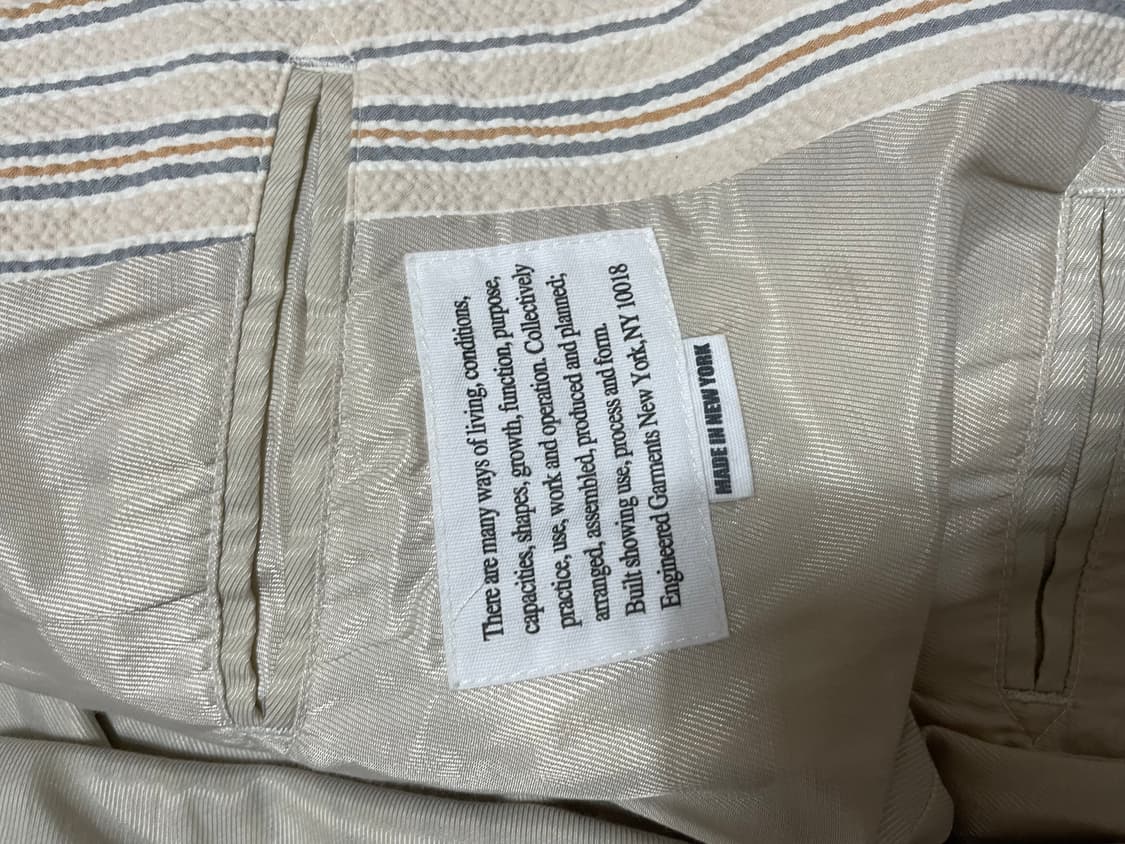 There are many ways of living, conditions,
capacities, shapes, growth, function, purpose,
practice, use, work and operation. Collectively
arranged, assembled, produced and planned;
Built showing use, process and form.
Engineered Garments New York, NY 10018
MADE IN NEW YORK